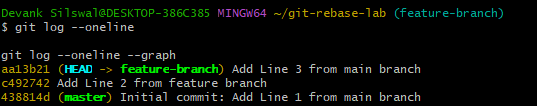 Devank Silswal@DESKTOP-386C385 MINGW64 ~/git-rebase-lab (feature-branch)
$ git log --oneline
git log --oneline --graph
aa13b21 (HEAD -> feature-branch) Add Line 3 from main branch
c492742 Add Line 2 from feature branch
438814d (master) Initial commit: Add Line 1 from main branch